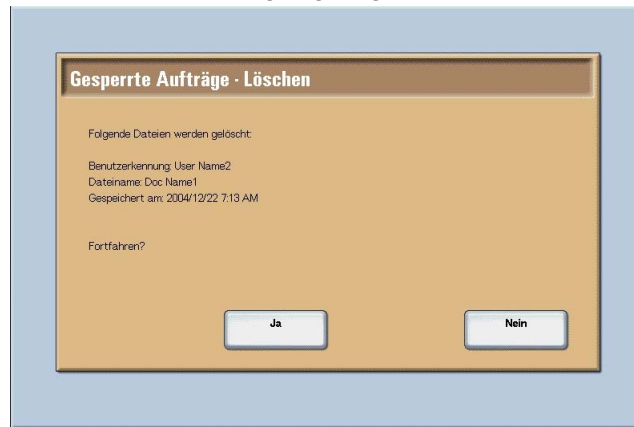 Gesperrte Aufträge - Löschen
Folgende Dateien werden gelöscht:
Benutzerkennung: User Name2
Dateiname: Doc Name1
Gespeichert am: 2004/12/22 7:13 AM
Fortfahren?
Ja
Nein